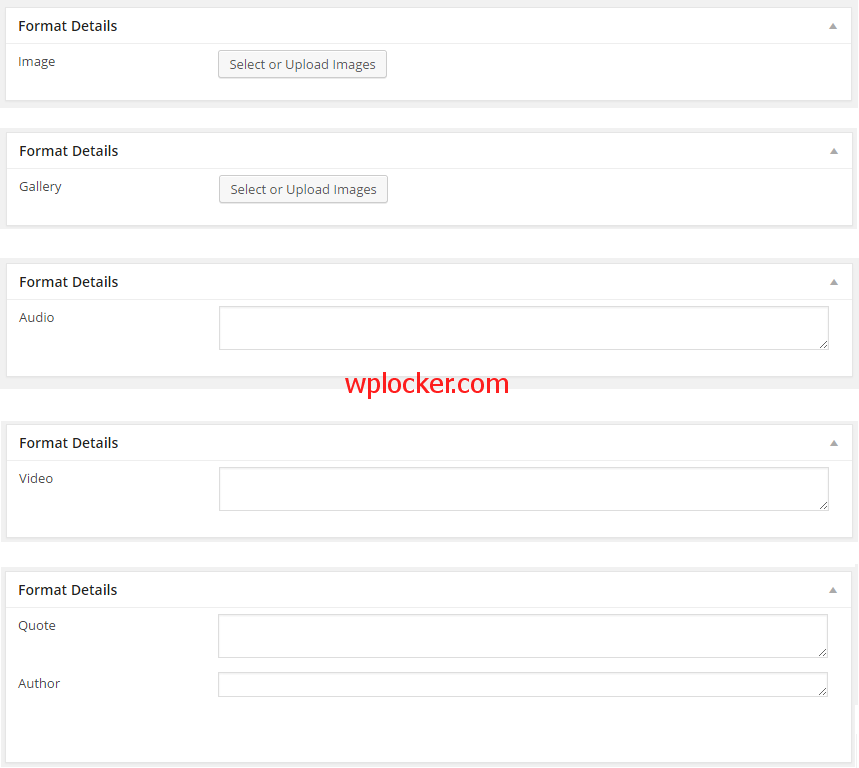 Format Details
Image
Select or Upload Images
Format Details
Gallery
Select or Upload Images
Format Details
Audio
wplocker.com
Format Details
Video
Format Details
Quote
Author